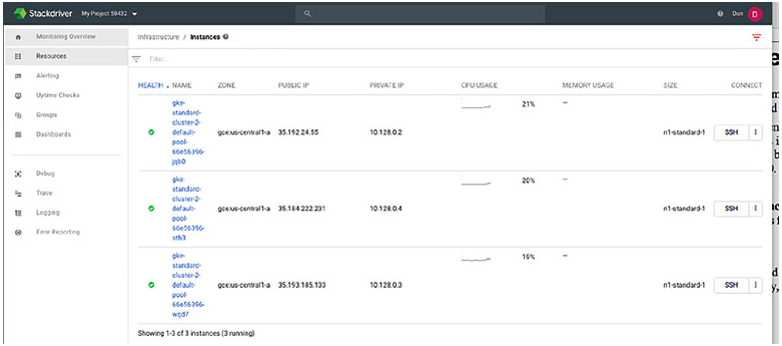 Stackdriver My Project 59432 Dan D
Monitoring Overview
Resources
Alerting
Uptime Checks
Groups
Dashboards
Debug
Trace
Logging
Error Reporting
Infrastructure / Instances
Filter...
HEALTH NAME ZONE PUBLIC IP PRIVATE IP CPU USAGE MEMORY USAGE SIZE CONNECT
gke-
standard-
cluster-2-
default-
pool-
66e56396-
jqb0
gce:us-central1-a 35.192.24.55 10.128.0.2 21% — n1-standard-1 SSH
gke-
standard-
cluster-2-
default-
pool-
66e56396-
sth3
gce:us-central1-a 35.184.222.231 10.128.0.4 20% — n1-standard-1 SSH
gke-
standard-
cluster-2-
default-
pool-
66e56396-
wqd7
gce:us-central1-a 35.193.185.133 10.128.0.3 19% — n1-standard-1 SSH
Showing 1-3 of 3 instances (3 running)